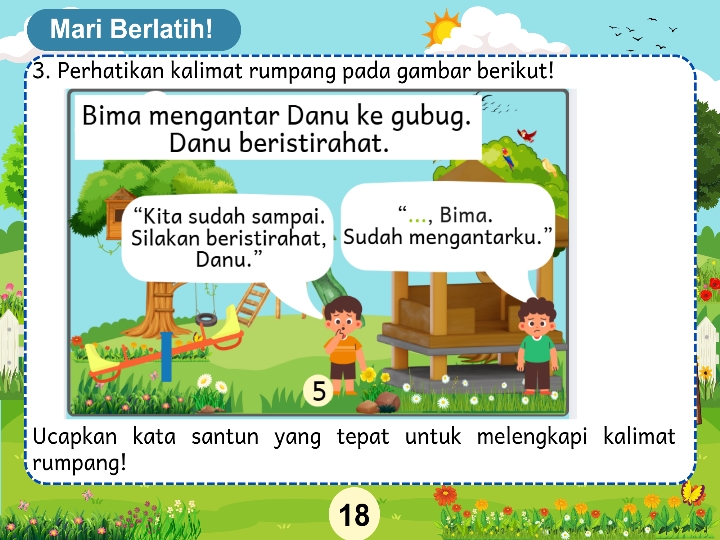 Mari Berlatih!
3. Perhatikan kalimat rumpang pada gambar berikut!
Bima mengantar Danu ke gubug.
Danu beristirahat.
“Kita sudah sampai.
Silakan beristirahat,
Danu.”
“..., Bima.
Sudah mengantarku.”
5
Ucapkan kata santun yang tepat untuk melengkapi kalimat
rumpang!
18